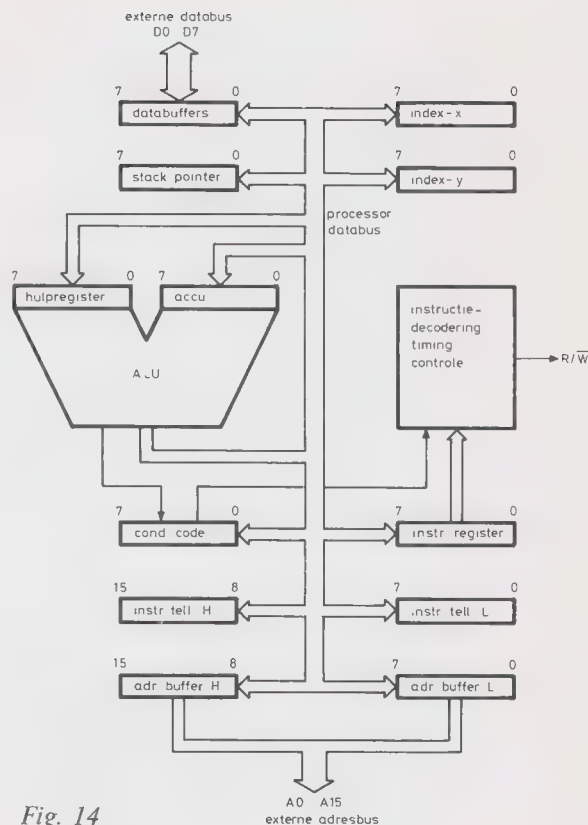 externe databus
D0 D7
7 0
databuffers
7 0
index-x
7 0
stack pointer
7 0
index-y
processor
databus
7 0
hulpregister
7 0
accu
ALU
instructie-
decodering
timing
controle
R/W̅
7 0
cond code
7 0
instr register
15 8
instr tell H
7 0
instr tell L
15 8
adr buffer H
7 0
adr buffer L
A0 A15
externe adresbus
Fig. 14